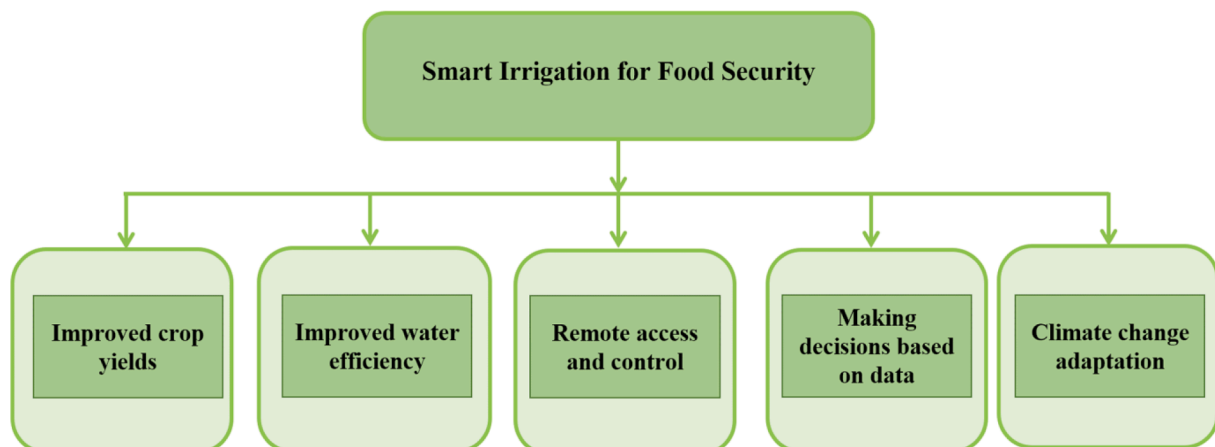 Smart Irrigation for Food Security
Improved crop
yields
Improved water
efficiency
Remote access
and control
Making
decisions based
on data
Climate change
adaptation